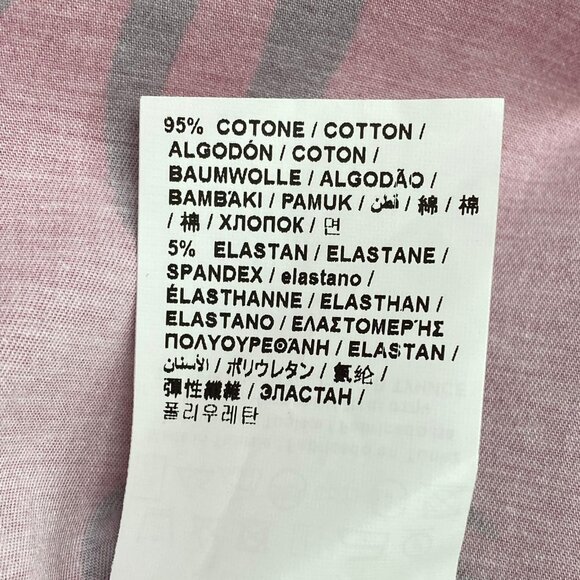 95% COTONE / COTTON /
ALGODÓN / COTON /
BAUMWOLLE / ALGODÃO /
BAMBAKI / PAMUK / قطن / 綿 / 棉
/ 棉 / ХЛОПОК / 면
5% ELASTAN / ELASTANE /
SPANDEX / elastano /
ÉLASTHANNE / ELASTHAN /
ELASTANO / ΕΛΑΣΤΟΜΕΡΉΣ
ΠΟΛΥΟΥΡΕΘΆΝΗ / ELASTAN /
الأستان / ポリウレタン / 氨纶 /
彈性纖維 / ЭЛАСТАН /
폴리우레탄